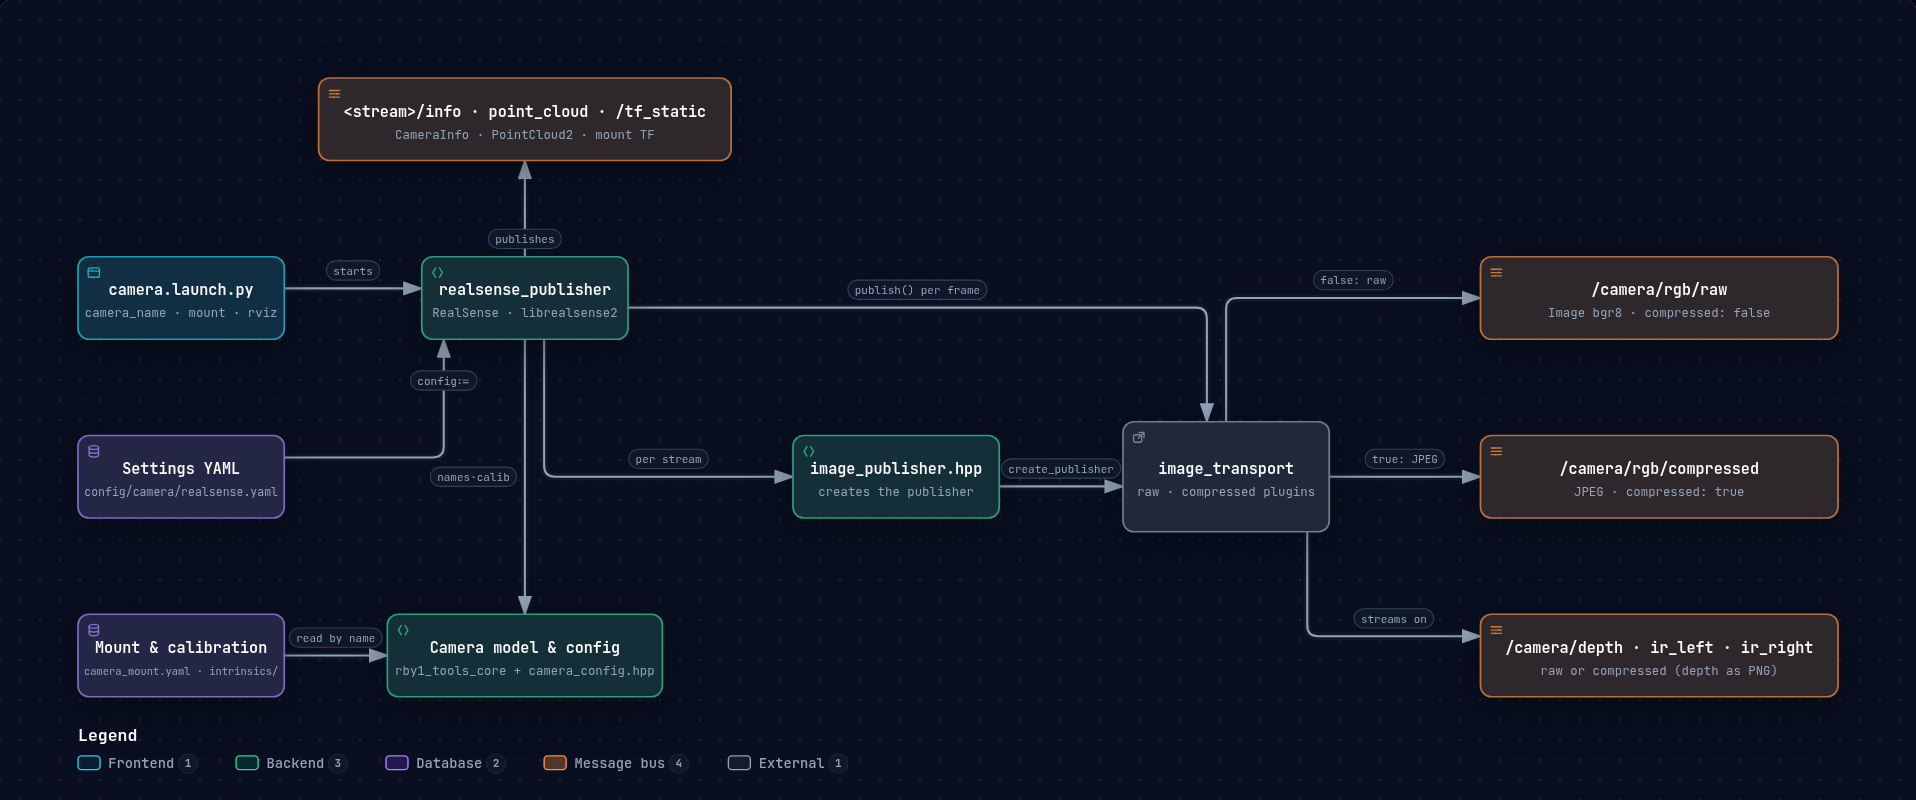 <stream>/info · point_cloud · /tf_static
CameraInfo · PointCloud2 · mount TF
publishes
camera.launch.py
camera_name · mount · rviz
starts
realsense_publisher
RealSense · librealsense2
publish() per frame
false: raw
/camera/rgb/raw
Image bgr8 · compressed: false
config:=
Settings YAML
config/camera/realsense.yaml
names·calib
per stream
image_publisher.hpp
creates the publisher
create_publisher
image_transport
raw · compressed plugins
true: JPEG
/camera/rgb/compressed
JPEG · compressed: true
Mount & calibration
camera_mount.yaml · intrinsics/
read by name
Camera model & config
rby1_tools_core + camera_config.hpp
streams on
/camera/depth · ir_left · ir_right
raw or compressed (depth as PNG)
Legend
Frontend 1
Backend 3
Database 2
Message bus 4
External 1